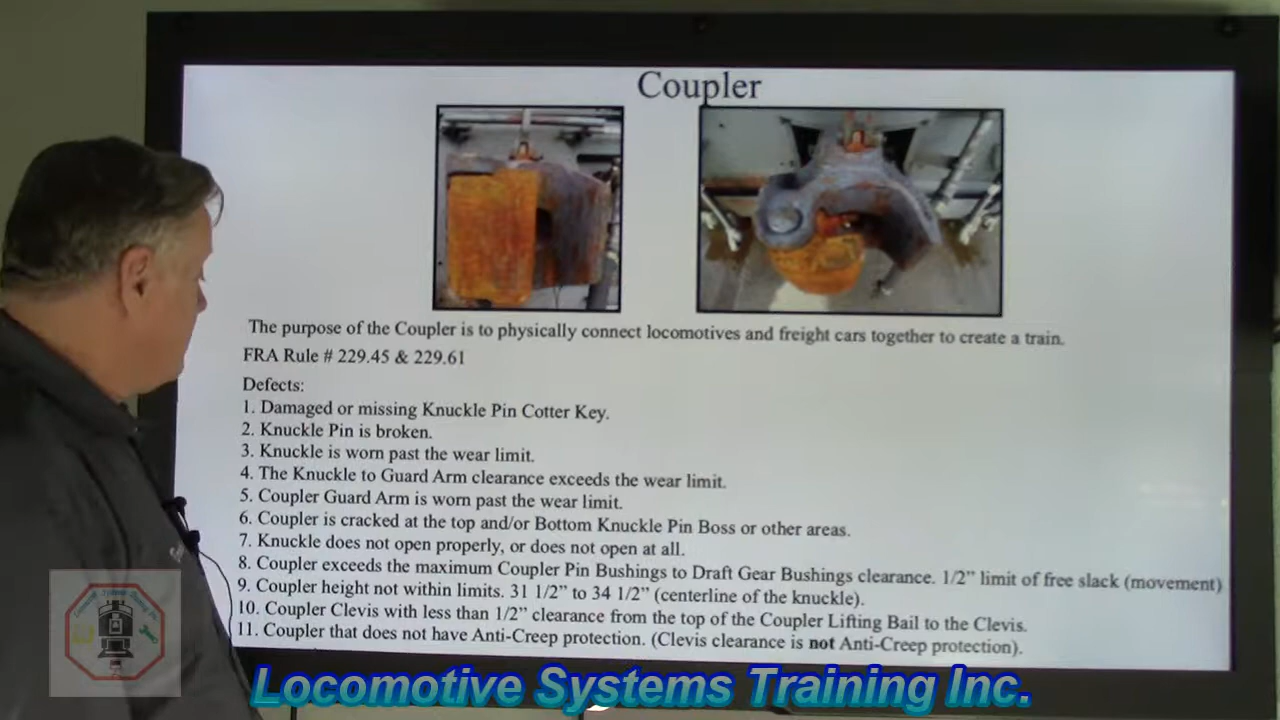 Coupler
The purpose of the Coupler is to physically connect locomotives and freight cars together to create a train.
FRA Rule # 229.45 & 229.61
Defects:
1. Damaged or missing Knuckle Pin Cotter Key.
2. Knuckle Pin is broken.
3. Knuckle is worn past the wear limit.
4. The Knuckle to Guard Arm clearance exceeds the wear limit.
5. Coupler Guard Arm is worn past the wear limit.
6. Coupler is cracked at the top and/or Bottom Knuckle Pin Boss or other areas.
7. Knuckle does not open properly, or does not open at all.
8. Coupler exceeds the maximum Coupler Pin Bushings to Draft Gear Bushings clearance. 1/2” limit of free slack (movement)
9. Coupler height not within limits. 31 1/2” to 34 1/2” (centerline of the knuckle).
10. Coupler Clevis with less than 1/2” clearance from the top of the Coupler Lifting Bail to the Clevis.
11. Coupler that does not have Anti-Creep protection. (Clevis clearance is not Anti-Creep protection).
Locomotive Systems Training Inc.